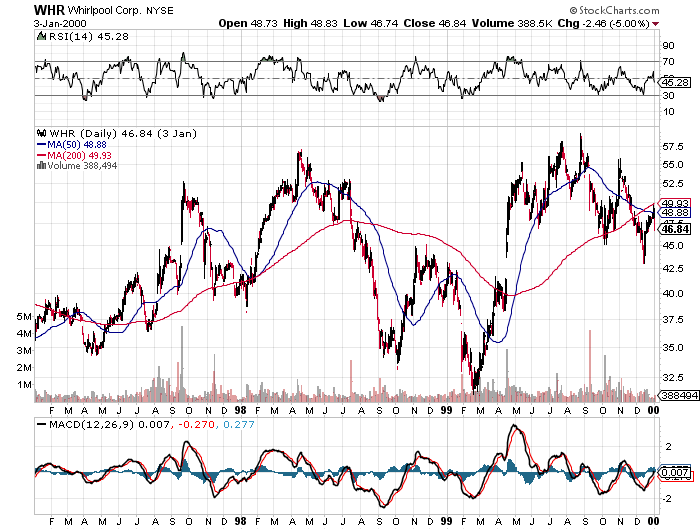 WHR Whirlpool Corp. NYSE © StockCharts.com
3-Jan-2000 Open 48.73 High 48.83 Low 46.74 Close 46.84 Volume 388.5K Chg -2.46 (-5.00%)
RSI(14) 45.28
90
70
50
45.28
30
10
WHR (Daily) 46.84 (3 Jan)
MA(50) 48.88
MA(200) 49.93
Volume 388,494
57.5
55.0
52.5
49.93
48.88
47.5
46.84
45.0
42.5
40.0
37.5
35.0
32.5
5M
4M
3M
2M
1M
388494
F M A M J J A S O N D 98 F M A M J J A S O N D 99 F M A M J J A S O N D 00
MACD(12,26,9) 0.007, -0.270, 0.277
2
0.007
-2
F M A M J J A S O N D 98 F M A M J J A S O N D 99 F M A M J J A S O N D 00